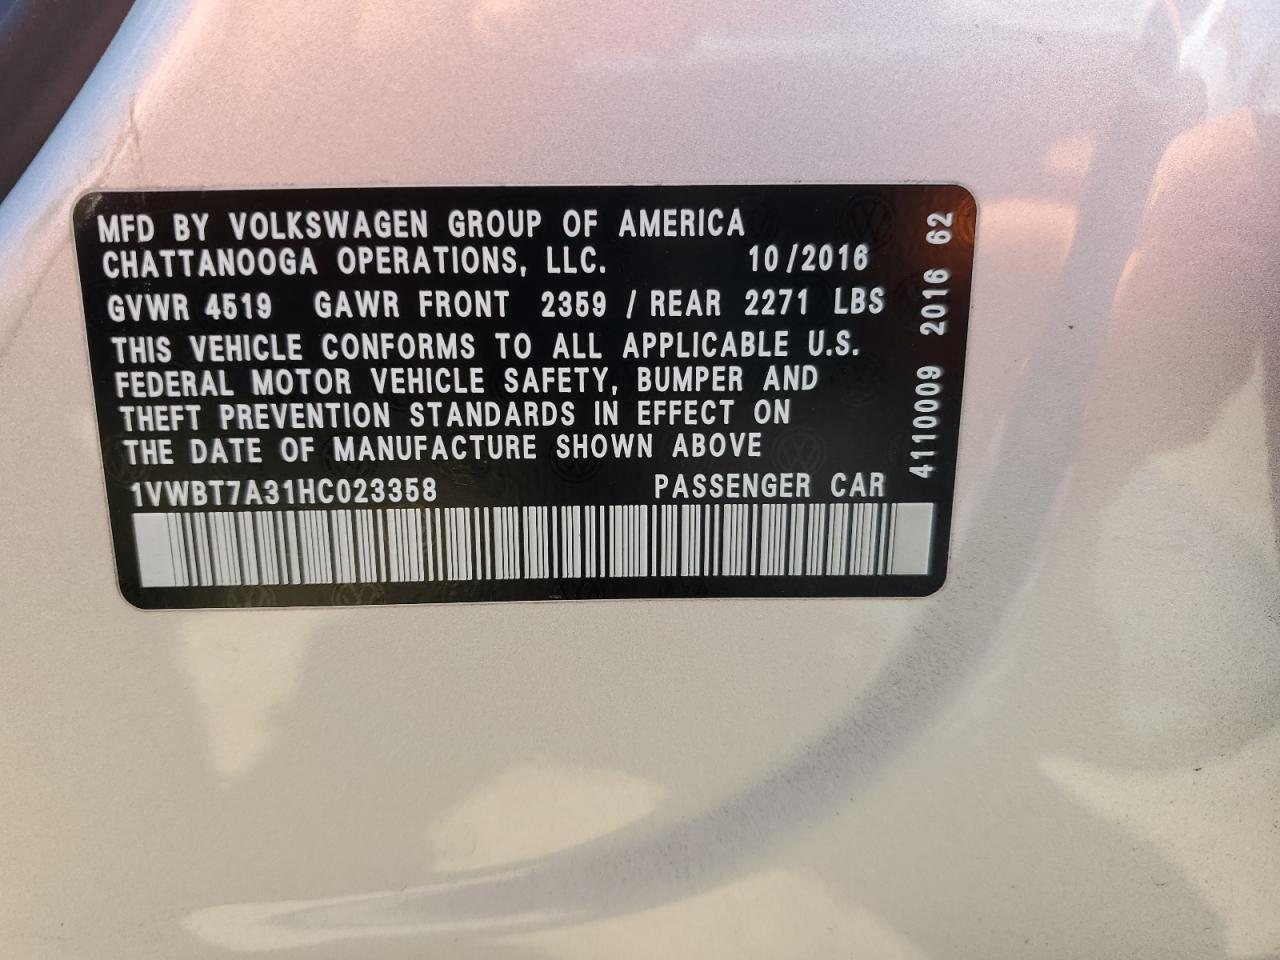 MFD BY VOLKSWAGEN GROUP OF AMERICA
CHATTANOOGA OPERATIONS, LLC. 10/2016
GVWR 4519 GAWR FRONT 2359 / REAR 2271 LBS
THIS VEHICLE CONFORMS TO ALL APPLICABLE U.S.
FEDERAL MOTOR VEHICLE SAFETY, BUMPER AND
THEFT PREVENTION STANDARDS IN EFFECT ON
THE DATE OF MANUFACTURE SHOWN ABOVE
1VWBT7A31HC023358 PASSENGER CAR
4110009 2016 62